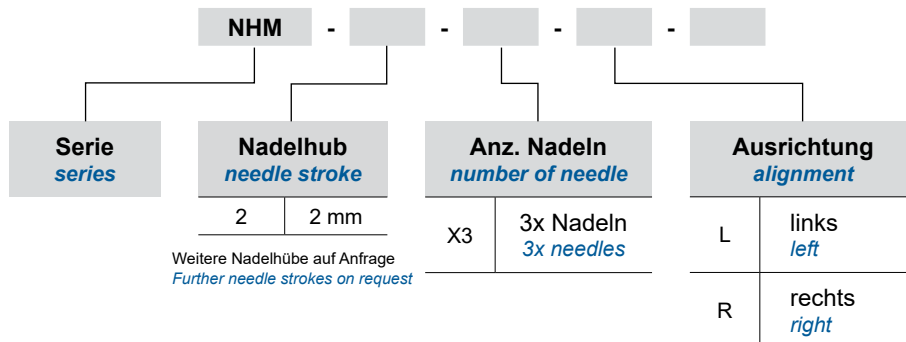 NHM - - - -
Serie
series
Nadelhub
needle stroke
2 2 mm
Weitere Nadelhübe auf Anfrage
Further needle strokes on request
Anz. Nadeln
number of needle
X3 3x Nadeln
3x needles
Ausrichtung
alignment
L links
left
R rechts
right